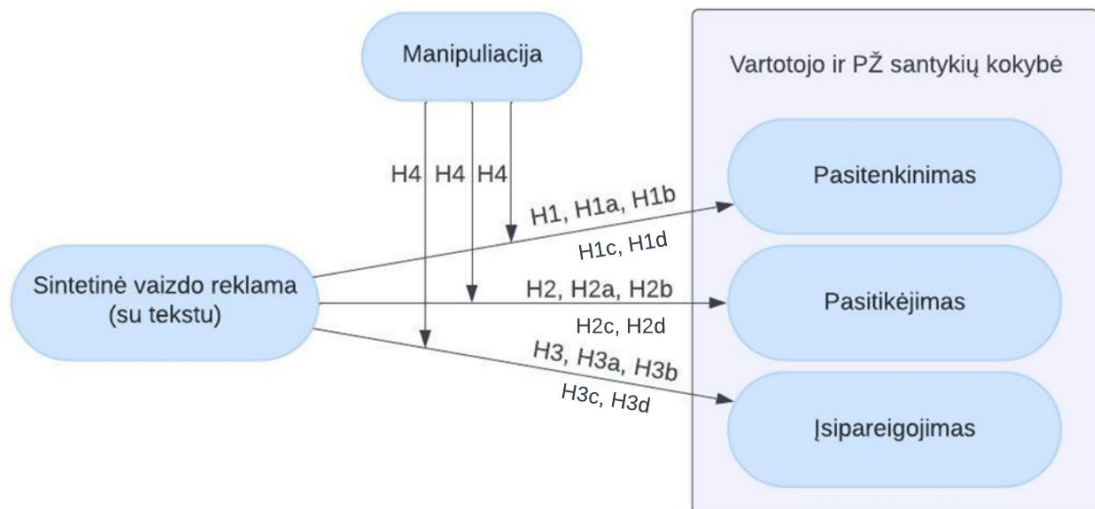 Manipuliacija
Vartotojo ir PŽ santykių kokybė
Pasitenkinimas
H4 H4 H4
H1, H1a, H1b
H1c, H1d
Sintetinė vaizdo reklama
(su tekstu)
H2, H2a, H2b
H2c, H2d
Pasitikėjimas
H3, H3a, H3b
H3c, H3d
Įsipareigojimas